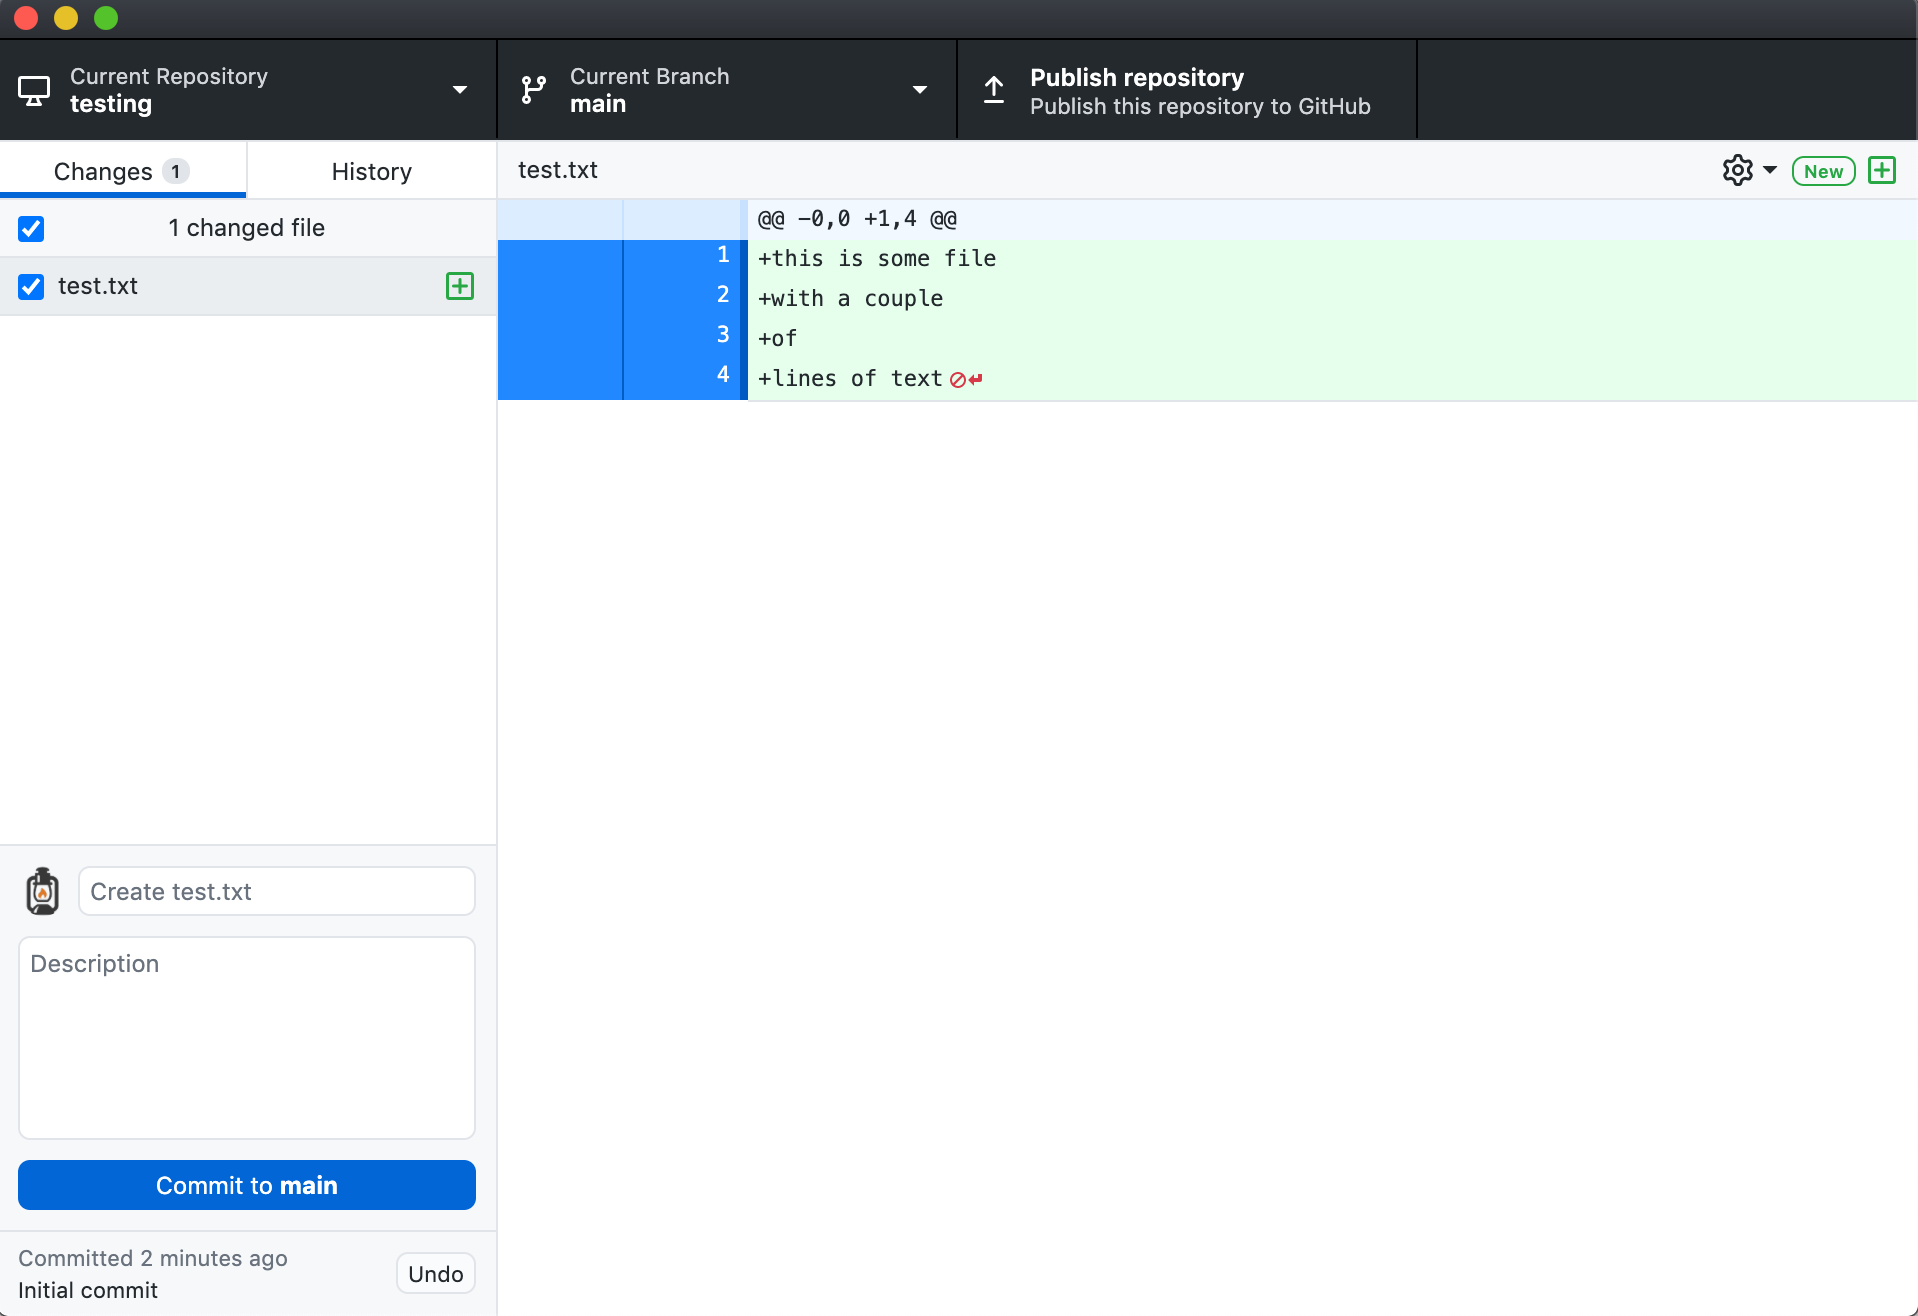 Current Repository
testing
Current Branch
main
Publish repository
Publish this repository to GitHub
Changes 1
History
test.txt
New
1 changed file
test.txt
@@ -0,0 +1,4 @@
1 +this is some file
2 +with a couple
3 +of
4 +lines of text
Create test.txt
Description
Commit to main
Committed 2 minutes ago
Initial commit
Undo